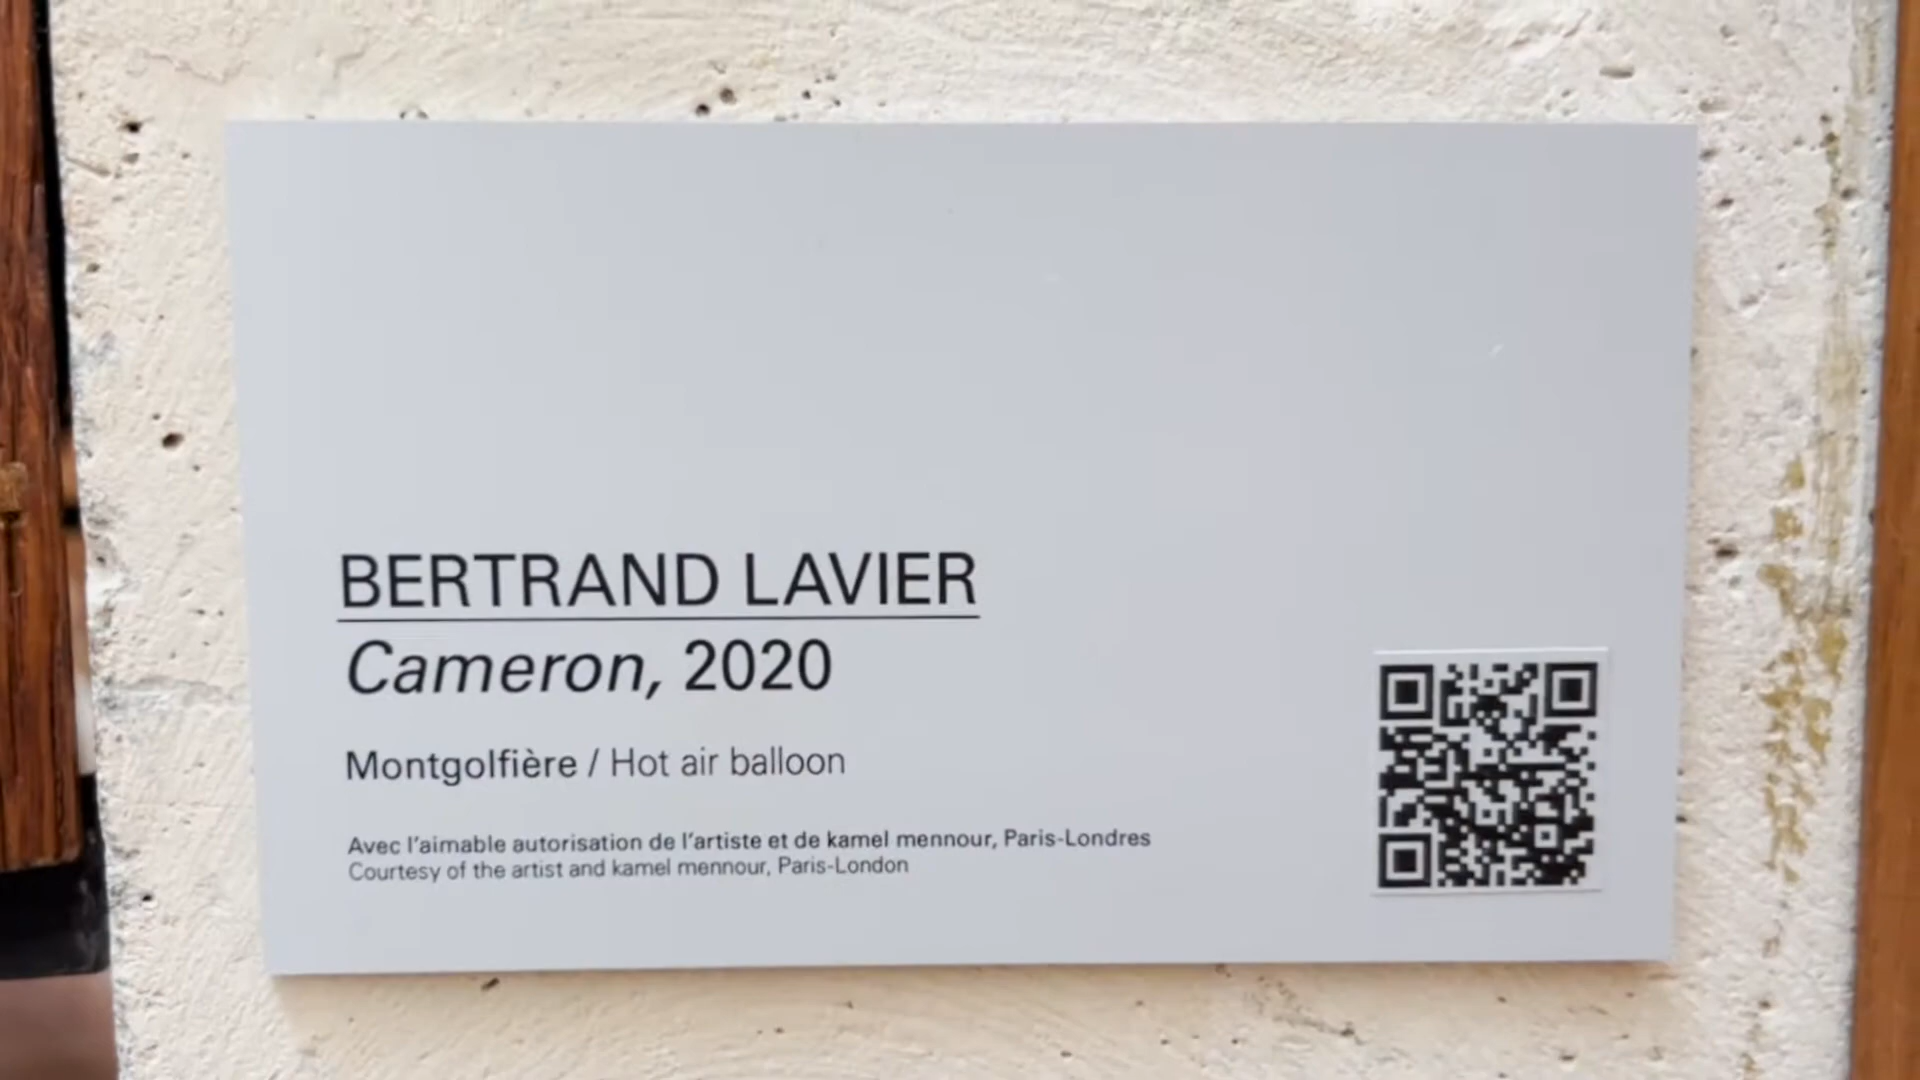 BERTRAND LAVIER
Cameron, 2020
Montgolfière / Hot air balloon
Avec l'aimable autorisation de l'artiste et de kamel mennour, Paris-Londres
Courtesy of the artist and kamel mennour, Paris-London